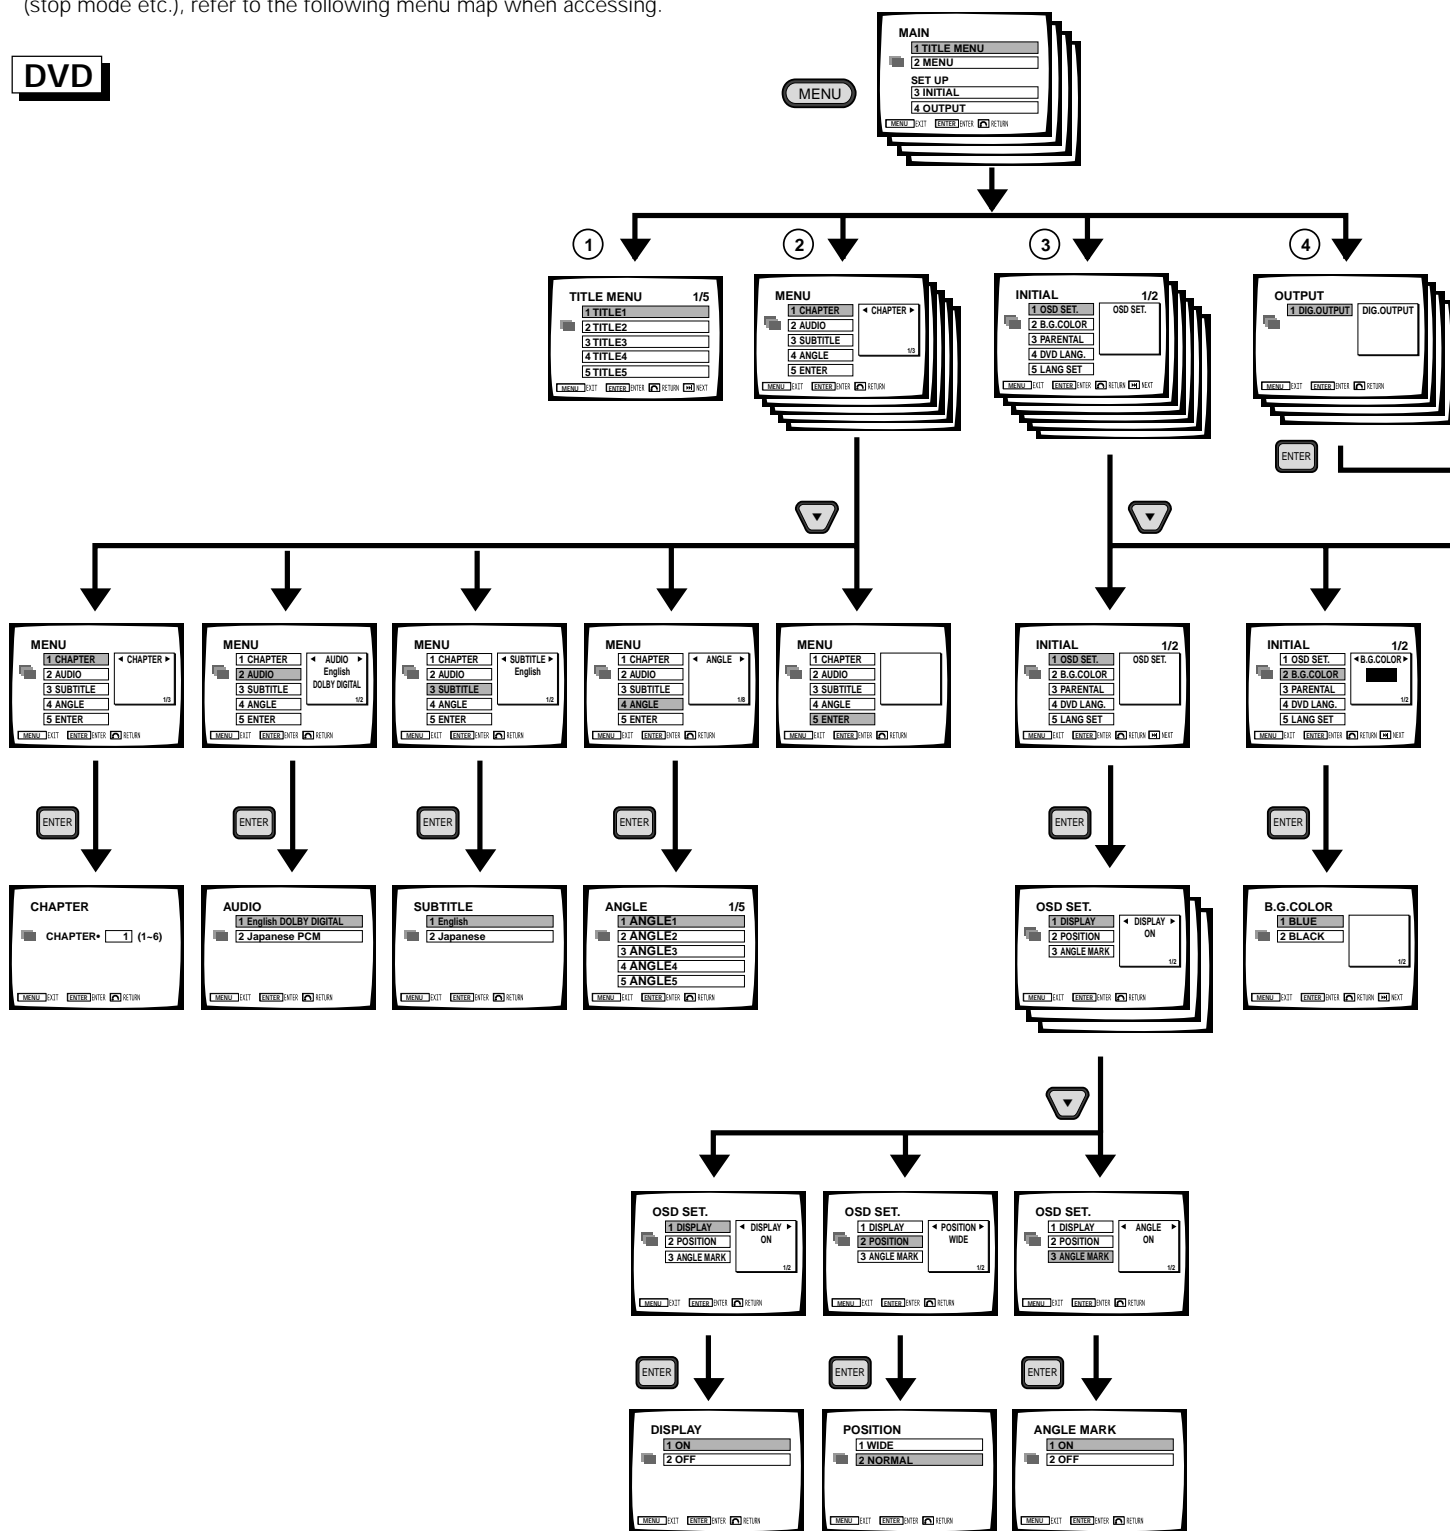 (stop mode etc.), refer to the following menu map when accessing.
DVD
MENU
MAIN
1 TITLE MENU
2 MENU
SET UP
3 INITIAL
4 OUTPUT
MENU EXIT ENTER ENTER RETURN
1
2
3
4
TITLE MENU 1/5
1 TITLE1
2 TITLE2
3 TITLE3
4 TITLE4
5 TITLE5
MENU EXIT ENTER ENTER RETURN NEXT
MENU
1 CHAPTER
2 AUDIO
3 SUBTITLE
4 ANGLE
5 ENTER
◄ CHAPTER ►
1/3
MENU EXIT ENTER ENTER RETURN
INITIAL 1/2
1 OSD SET.
2 B.G.COLOR
3 PARENTAL
4 DVD LANG.
5 LANG SET
OSD SET.
MENU EXIT ENTER ENTER RETURN NEXT
OUTPUT
1 DIG.OUTPUT
DIG.OUTPUT
MENU EXIT ENTER ENTER RETURN
ENTER
▼
▼
MENU
1 CHAPTER
2 AUDIO
3 SUBTITLE
4 ANGLE
5 ENTER
◄ CHAPTER ►
1/3
MENU EXIT ENTER ENTER RETURN
MENU
1 CHAPTER
2 AUDIO
3 SUBTITLE
4 ANGLE
5 ENTER
◄ AUDIO ►
English
DOLBY DIGITAL
1/2
MENU EXIT ENTER ENTER RETURN
MENU
1 CHAPTER
2 AUDIO
3 SUBTITLE
4 ANGLE
5 ENTER
◄ SUBTITLE ►
English
1/2
MENU EXIT ENTER ENTER RETURN
MENU
1 CHAPTER
2 AUDIO
3 SUBTITLE
4 ANGLE
5 ENTER
◄ ANGLE ►
MENU EXIT ENTER ENTER RETURN
MENU
1 CHAPTER
2 AUDIO
3 SUBTITLE
4 ANGLE
5 ENTER
MENU EXIT ENTER ENTER RETURN
INITIAL 1/2
1 OSD SET.
2 B.G.COLOR
3 PARENTAL
4 DVD LANG.
5 LANG SET
OSD SET.
MENU EXIT ENTER ENTER RETURN NEXT
INITIAL 1/2
1 OSD SET.
2 B.G.COLOR
3 PARENTAL
4 DVD LANG.
5 LANG SET
◄ B.G.COLOR ►
1/2
MENU EXIT ENTER ENTER RETURN NEXT
ENTER
ENTER
ENTER
ENTER
ENTER
ENTER
CHAPTER
CHAPTER• 1 (1~6)
MENU EXIT ENTER ENTER RETURN
AUDIO
1 English DOLBY DIGITAL
2 Japanese PCM
MENU EXIT ENTER ENTER RETURN
SUBTITLE
1 English
2 Japanese
MENU EXIT ENTER ENTER RETURN
ANGLE 1/5
1 ANGLE1
2 ANGLE2
3 ANGLE3
4 ANGLE4
5 ANGLE5
MENU EXIT ENTER ENTER RETURN
OSD SET.
1 DISPLAY
2 POSITION
3 ANGLE MARK
◄ DISPLAY ►
ON
1/2
MENU EXIT ENTER ENTER RETURN
B.G.COLOR
1 BLUE
2 BLACK
1/2
MENU EXIT ENTER ENTER RETURN NEXT
▼
OSD SET.
1 DISPLAY
2 POSITION
3 ANGLE MARK
◄ DISPLAY ►
ON
1/2
MENU EXIT ENTER ENTER RETURN
OSD SET.
1 DISPLAY
2 POSITION
3 ANGLE MARK
◄ POSITION ►
WIDE
1/2
MENU EXIT ENTER ENTER RETURN
OSD SET.
1 DISPLAY
2 POSITION
3 ANGLE MARK
◄ ANGLE ►
ON
1/2
MENU EXIT ENTER ENTER RETURN
ENTER
ENTER
ENTER
DISPLAY
1 ON
2 OFF
MENU EXIT ENTER ENTER RETURN
POSITION
1 WIDE
2 NORMAL
MENU EXIT ENTER ENTER RETURN
ANGLE MARK
1 ON
2 OFF
MENU EXIT ENTER ENTER RETURN